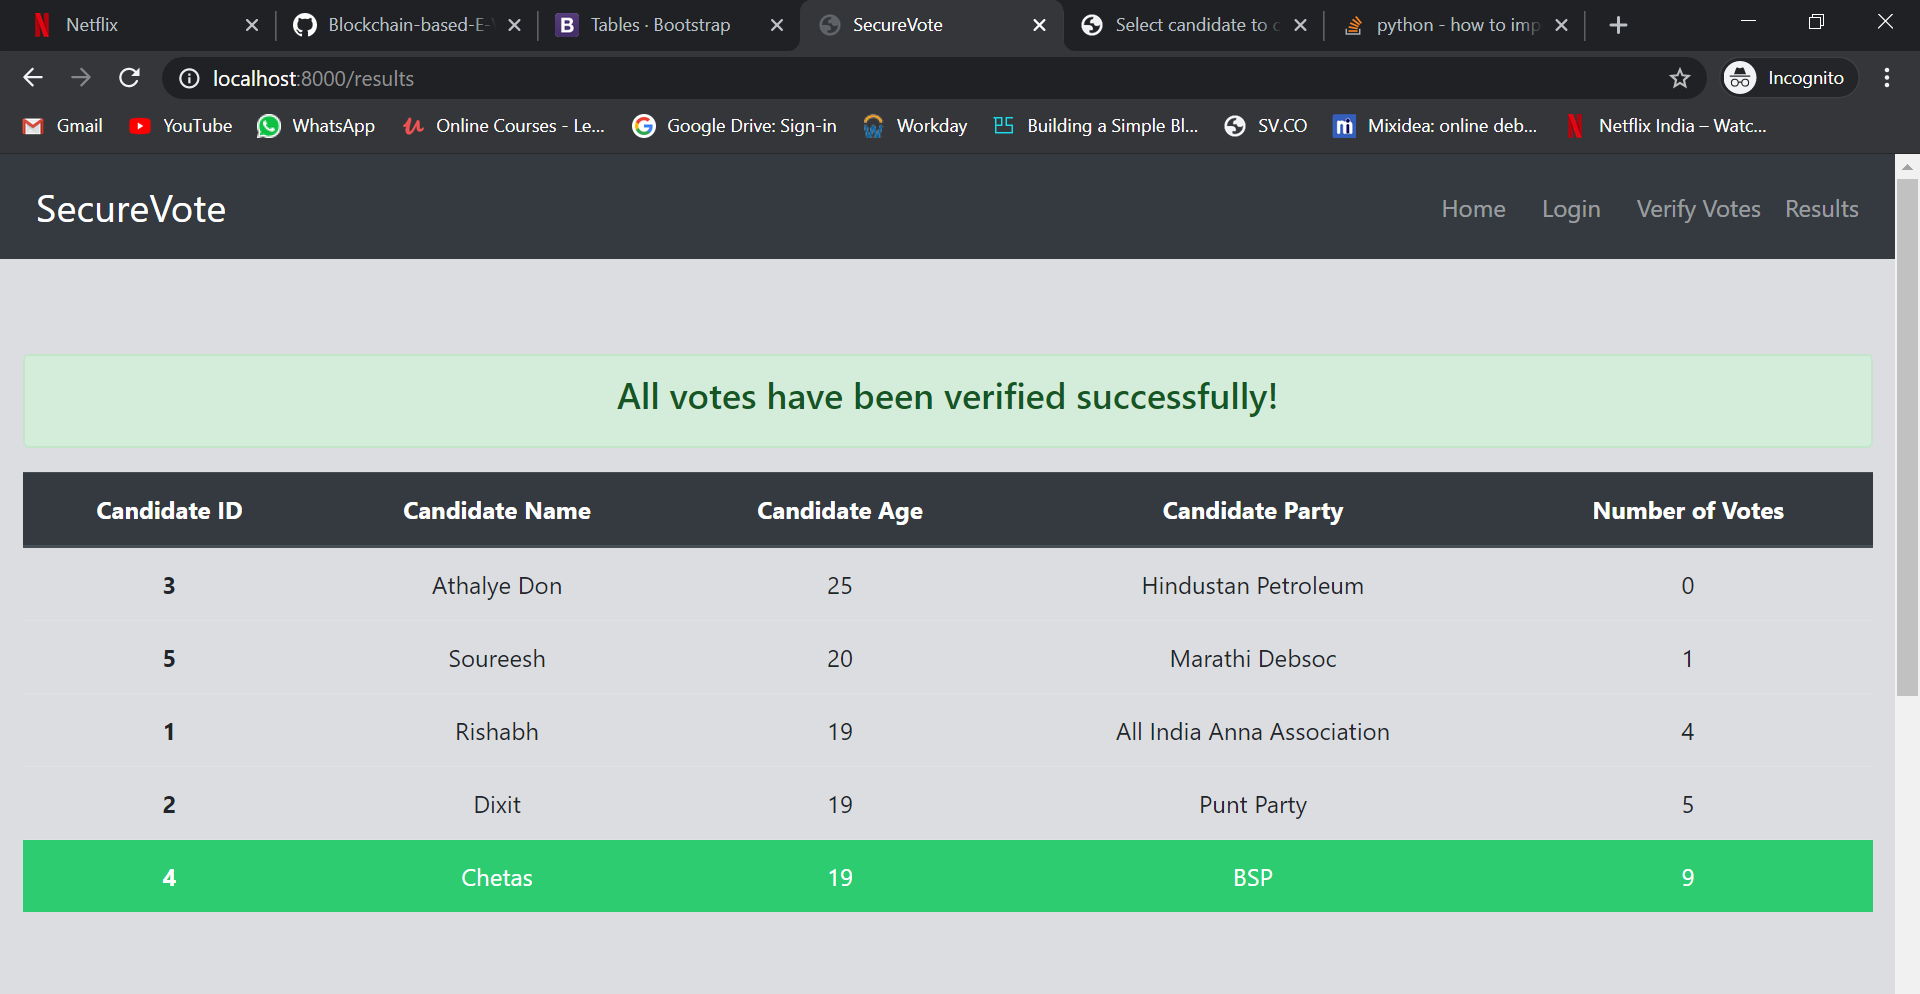 Netflix
Blockchain-based-E-
Tables · Bootstrap
SecureVote
Select candidate to c
python - how to imp
localhost:8000/results
Incognito
Gmail
YouTube
WhatsApp
Online Courses - Le...
Google Drive: Sign-in
Workday
Building a Simple Bl...
SV.CO
Mixidea: online deb...
Netflix India – Watc...
SecureVote
Home Login Verify Votes Results
All votes have been verified successfully!
Candidate ID Candidate Name Candidate Age Candidate Party Number of Votes
3 Athalye Don 25 Hindustan Petroleum 0
5 Soureesh 20 Marathi Debsoc 1
1 Rishabh 19 All India Anna Association 4
2 Dixit 19 Punt Party 5
4 Chetas 19 BSP 9